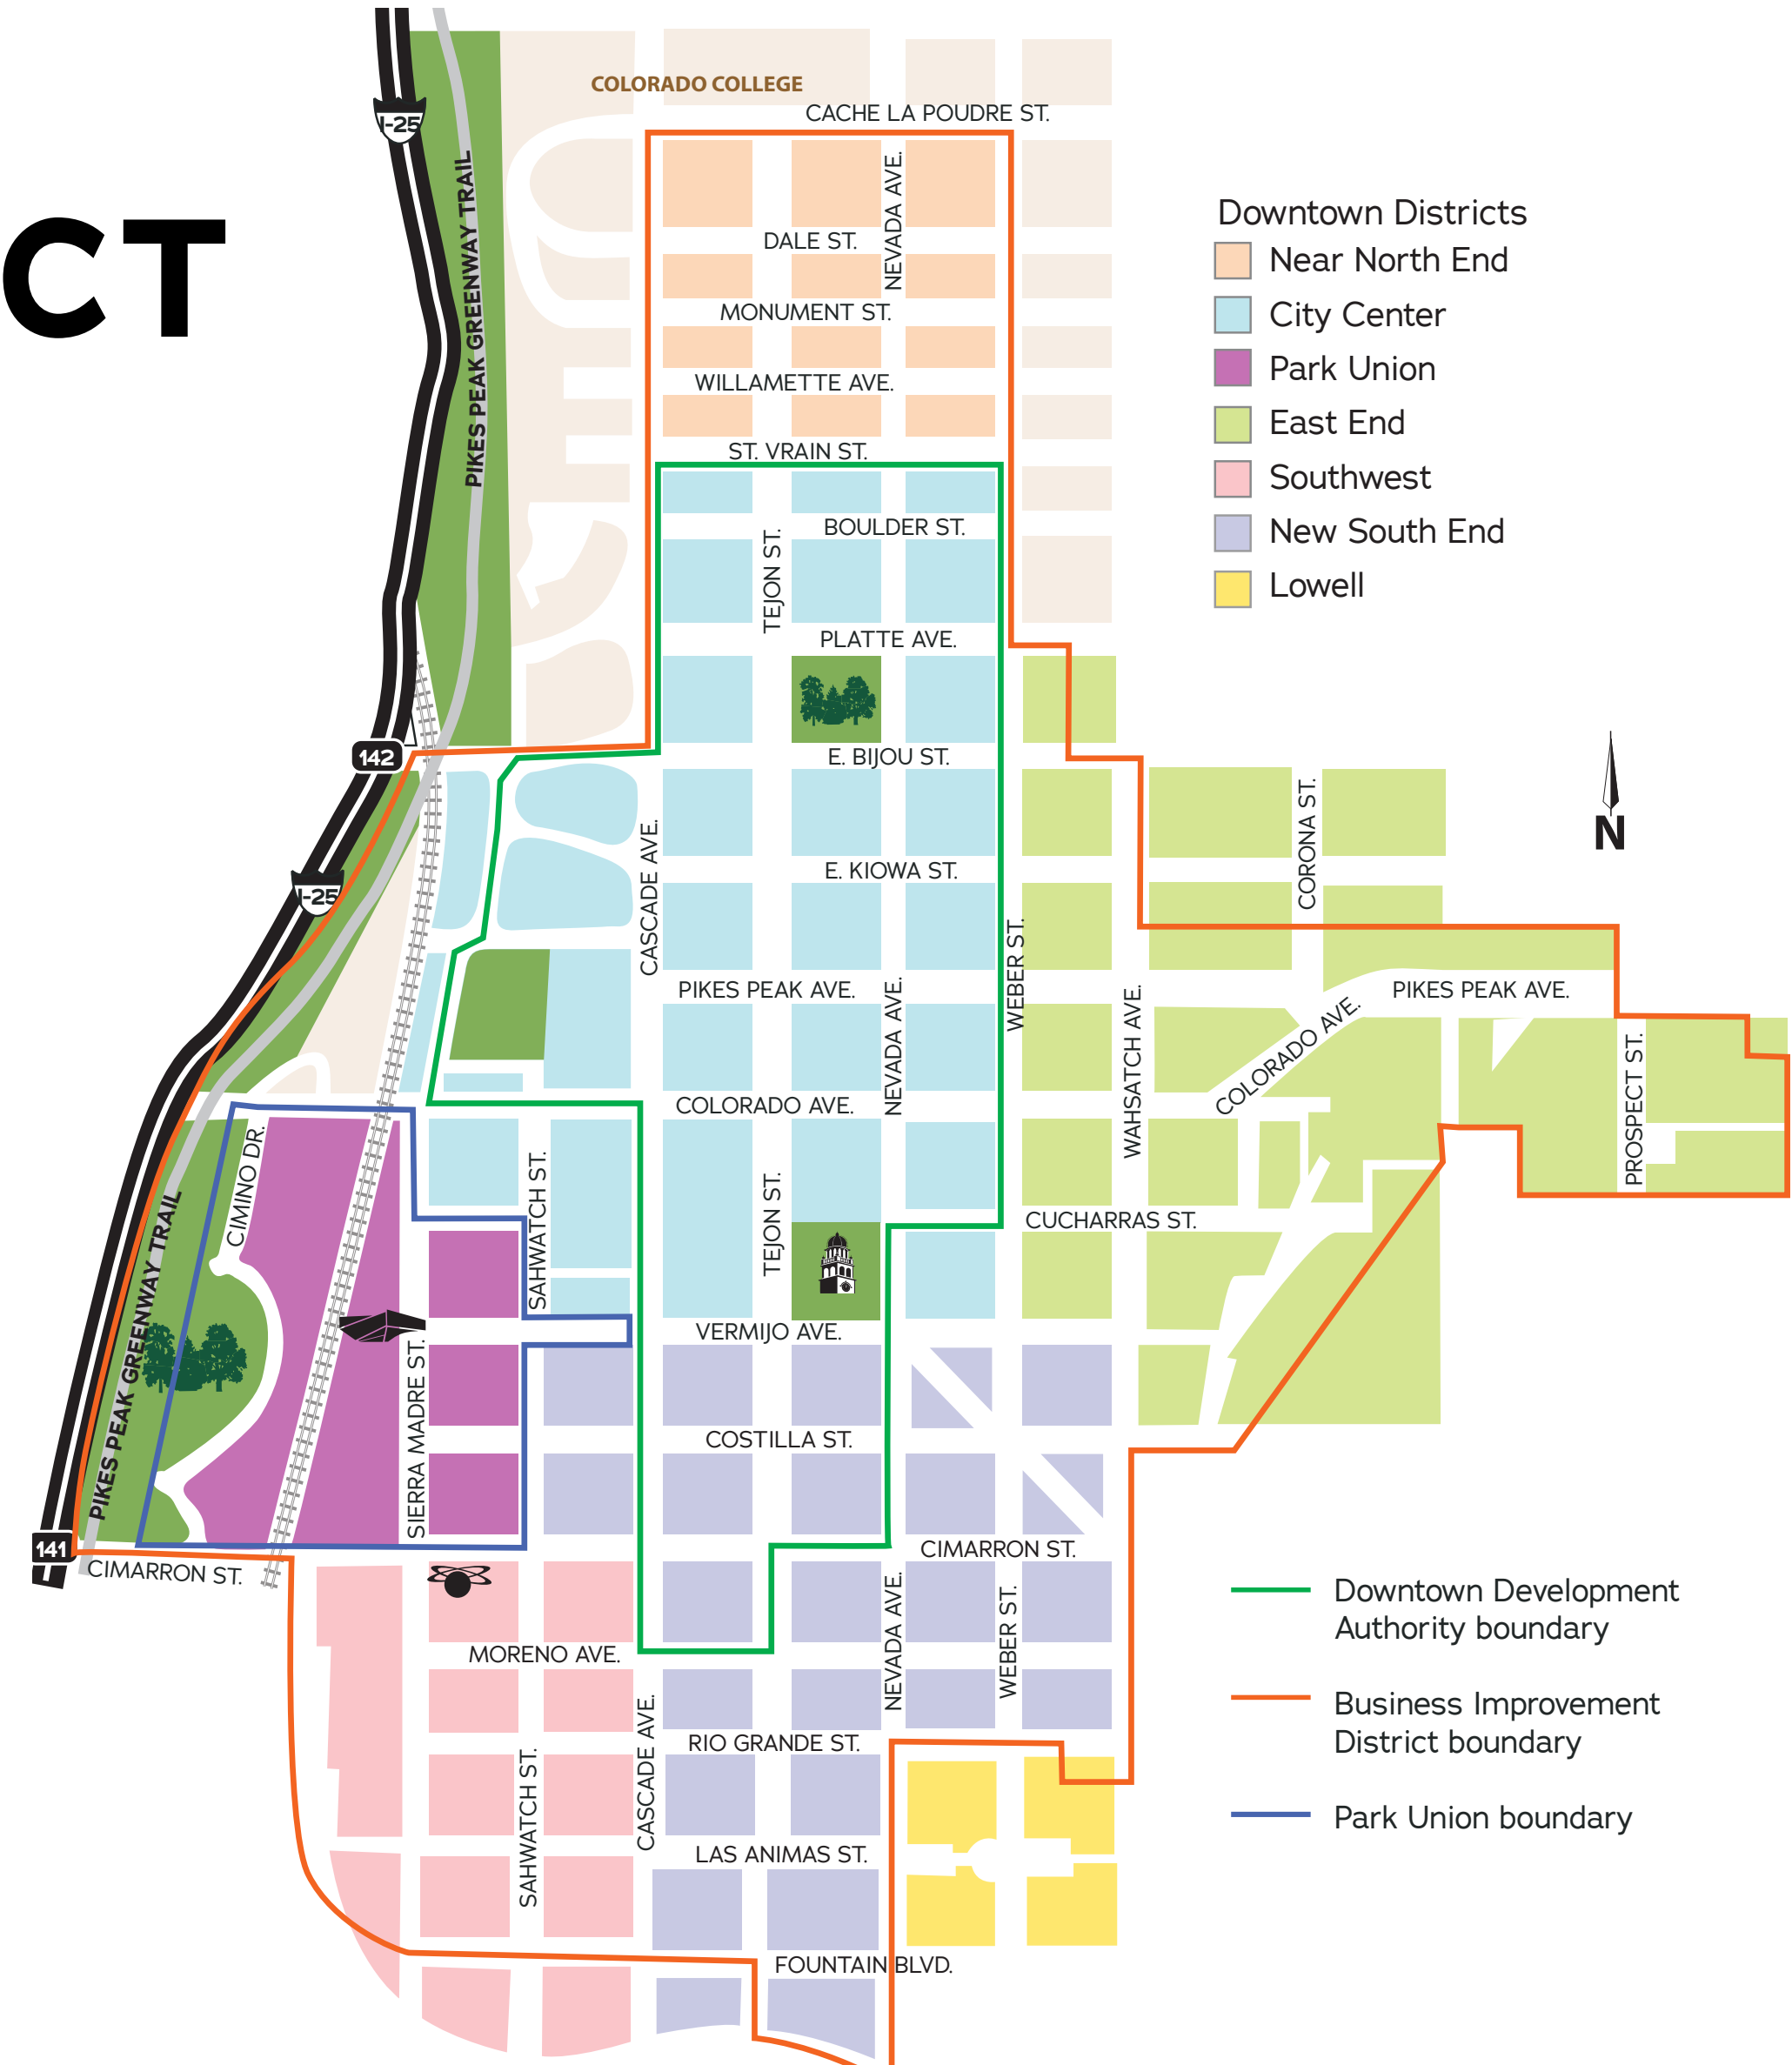 CT
I-25
PIKES PEAK GREENWAY TRAIL
COLORADO COLLEGE
CACHE LA POUDRE ST.
NEVADA AVE.
DALE ST.
MONUMENT ST.
WILLAMETTE AVE.
ST. VRAIN ST.
BOULDER ST.
TEJON ST.
PLATTE AVE.
Downtown Districts
Near North End
City Center
Park Union
East End
Southwest
New South End
Lowell
142
E. BIJOU ST.
CORONA ST.
N
I-25
CASCADE AVE.
E. KIOWA ST.
WEBER ST.
PIKES PEAK AVE.
NEVADA AVE.
WAHSATCH AVE.
PIKES PEAK AVE.
COLORADO AVE.
COLORADO AVE.
PROSPECT ST.
CIMINO DR.
SAHWATCH ST.
TEJON ST.
CUCHARRAS ST.
PIKES PEAK GREENWAY TRAIL
VERMIJO AVE.
SIERRA MADRE ST.
COSTILLA ST.
141
CIMARRON ST.
CIMARRON ST.
NEVADA AVE.
WEBER ST.
MORENO AVE.
CASCADE AVE.
RIO GRANDE ST.
SAHWATCH ST.
LAS ANIMAS ST.
FOUNTAIN BLVD.
Downtown Development
Authority boundary
Business Improvement
District boundary
Park Union boundary